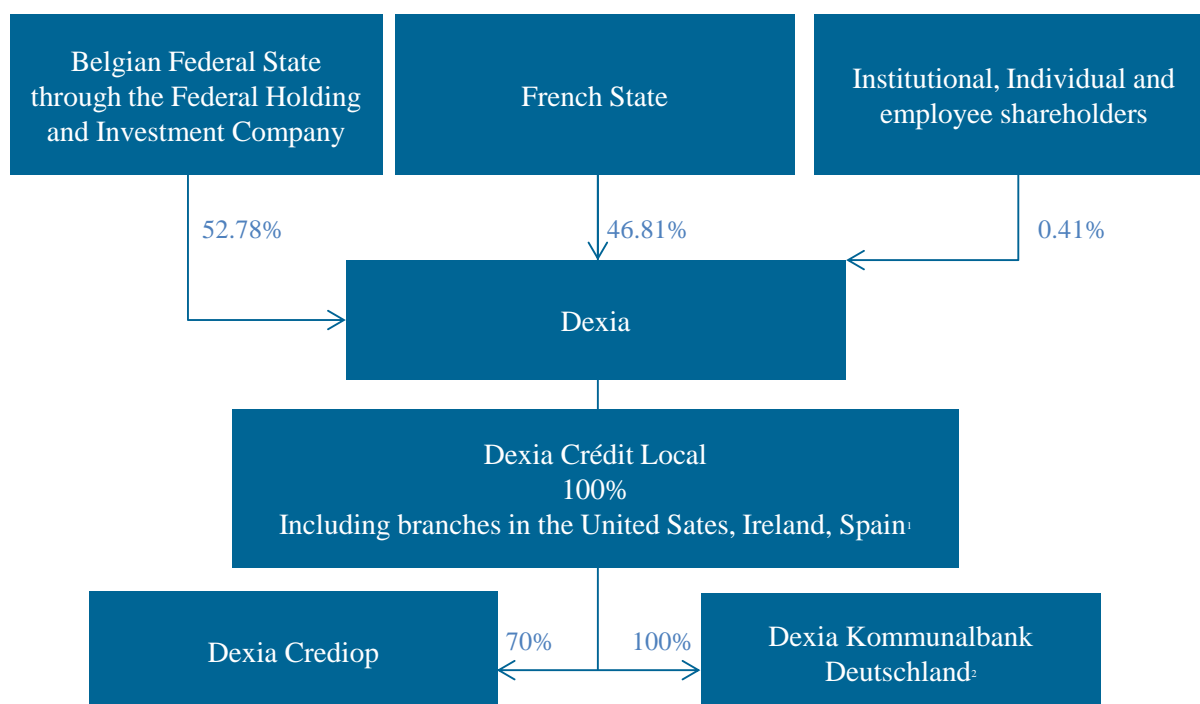 Belgian Federal State
through the Federal Holding
and Investment Company
French State
Institutional, Individual and
employee shareholders
52.78%
46.81%
0.41%
Dexia
Dexia Crédit Local
100%
Including branches in the United Sates, Ireland, Spain¹
Dexia Crediop
70%
100%
Dexia Kommunalbank
Deutschland²